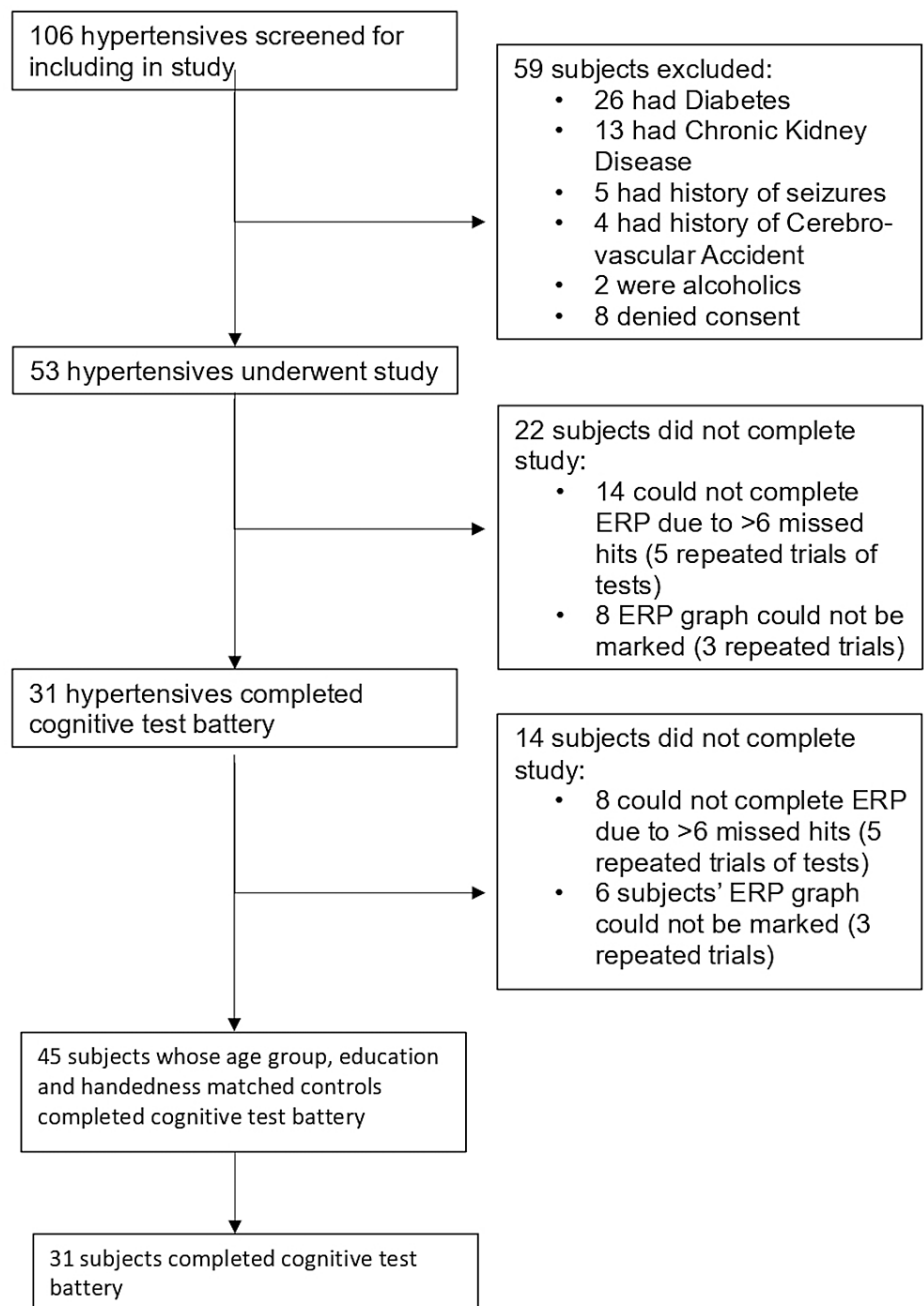 106 hypertensives screened for
including in study
59 subjects excluded:
• 26 had Diabetes
• 13 had Chronic Kidney
Disease
• 5 had history of seizures
• 4 had history of Cerebro-
vascular Accident
• 2 were alcoholics
• 8 denied consent
53 hypertensives underwent study
22 subjects did not complete
study:
• 14 could not complete
ERP due to >6 missed
hits (5 repeated trials of
tests)
• 8 ERP graph could not be
marked (3 repeated trials)
31 hypertensives completed
cognitive test battery
14 subjects did not complete
study:
• 8 could not complete ERP
due to >6 missed hits (5
repeated trials of tests)
• 6 subjects’ ERP graph
could not be marked (3
repeated trials)
45 subjects whose age group, education
and handedness matched controls
completed cognitive test battery
31 subjects completed cognitive test
battery